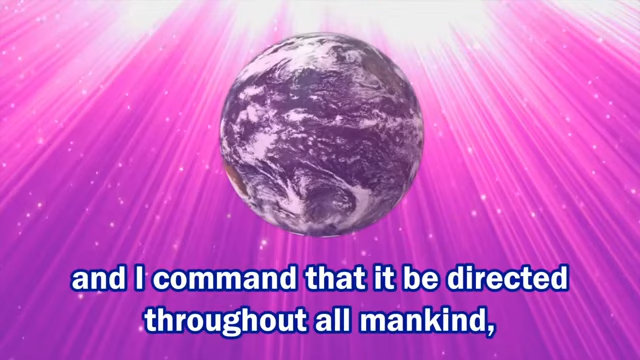 and I command that it be directed
throughout all mankind,